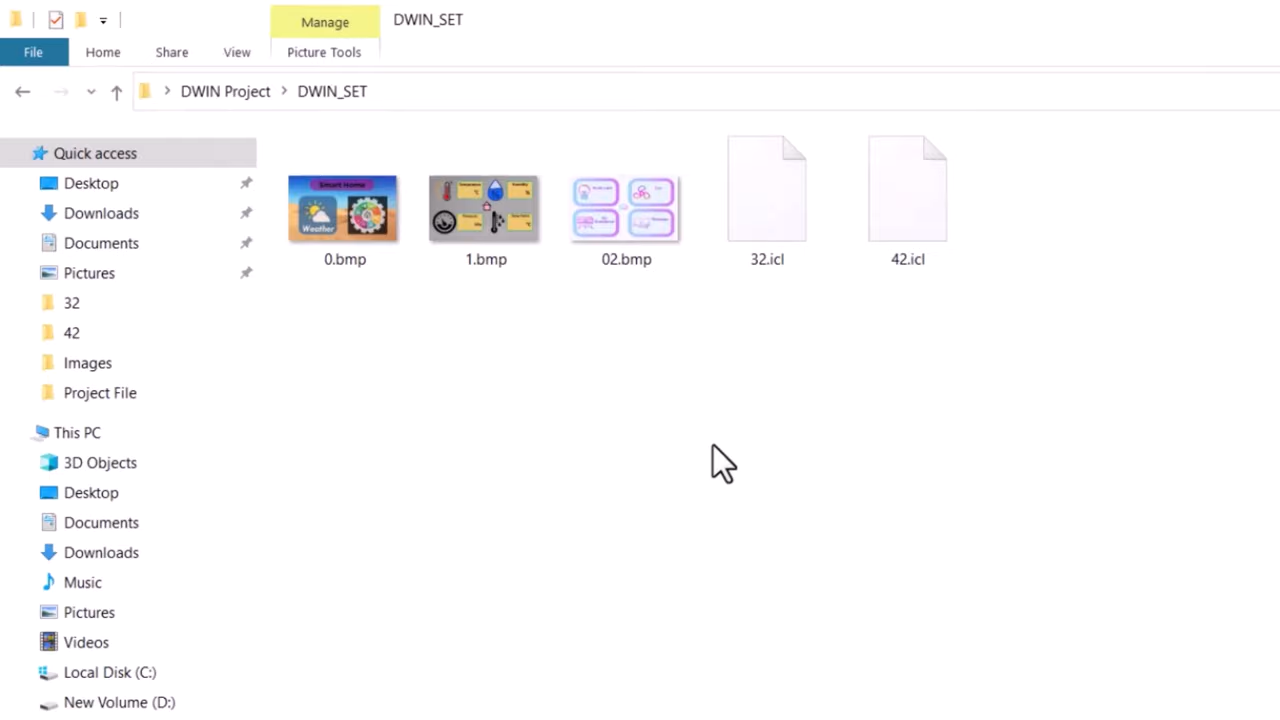 Manage
DWIN_SET
File
Home
Share
View
Picture Tools
DWIN Project
DWIN_SET
Quick access
Desktop
Downloads
Documents
Pictures
32
42
Images
Project File
This PC
3D Objects
Desktop
Documents
Downloads
Music
Pictures
Videos
Local Disk (C:)
New Volume (D:)
Smart Home
Weather
0.bmp
1.bmp
02.bmp
32.icl
42.icl